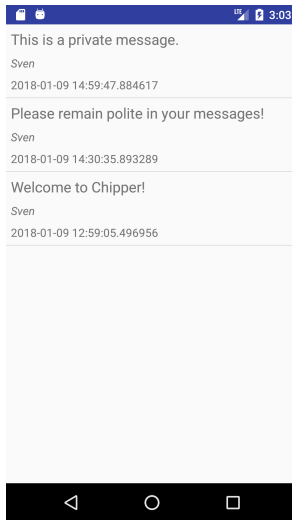 LTE 3:03
This is a private message.
Sven
2018-01-09 14:59:47.884617
Please remain polite in your messages!
Sven
2018-01-09 14:30:35.893289
Welcome to Chipper!
Sven
2018-01-09 12:59:05.496956